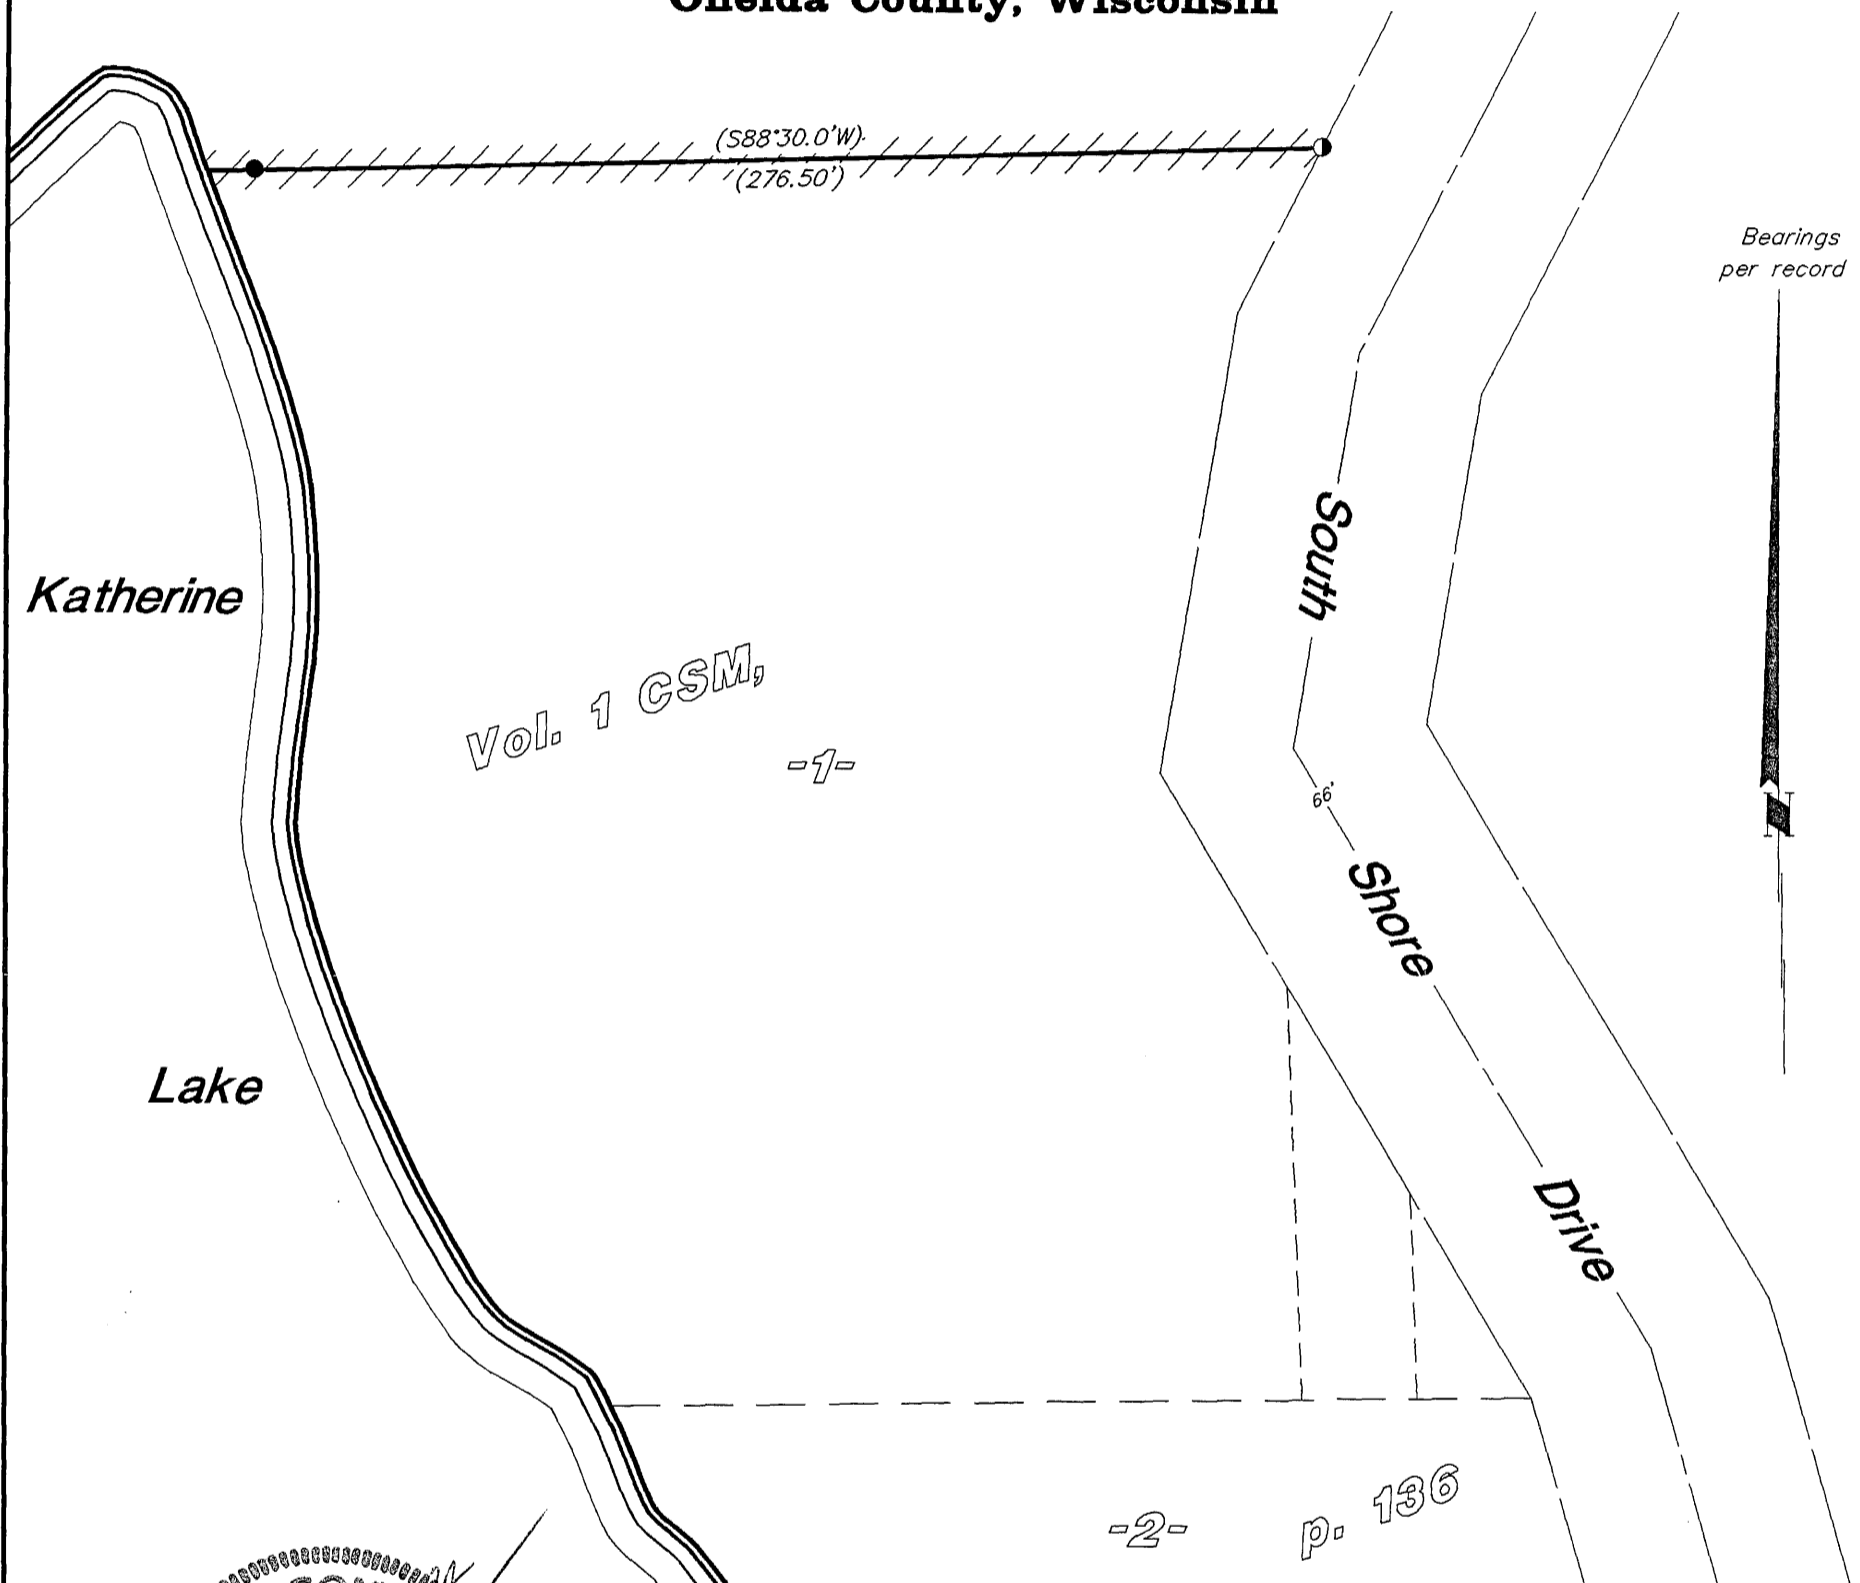 Oneida County, Wisconsin
(S88°30.0'W)
(276.50')
Bearings
per record
N
Katherine
Lake
Vol. 1 CSM,
-1-
South
66'
Shore
Drive
-2-
p. 136